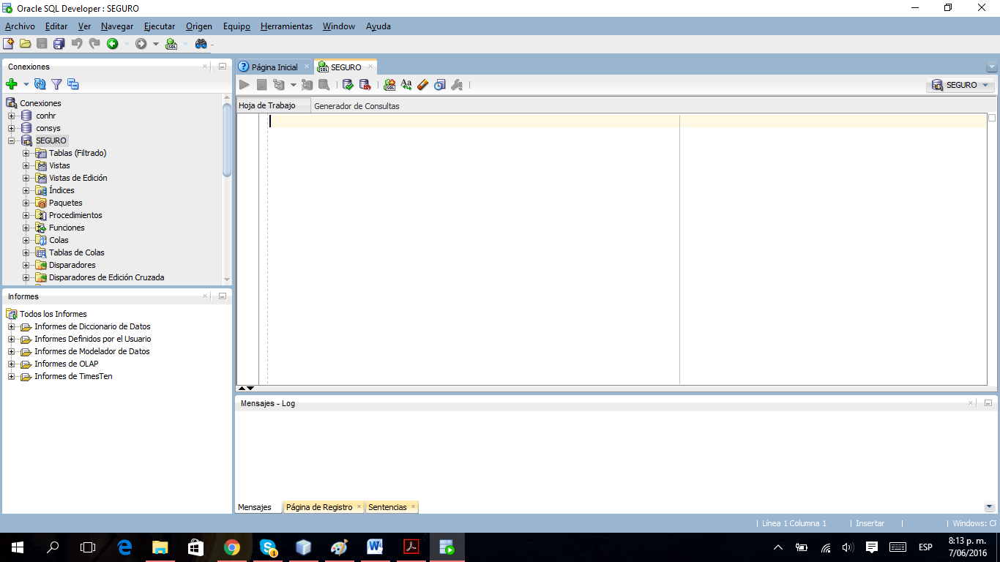 Oracle SQL Developer : SEGURO
Archivo Editar Ver Navegar Ejecutar Origen Equipo Herramientas Window Ayuda
Conexiones
Conexiones
conhr
consys
SEGURO
Tablas (Filtrado)
Vistas
Vistas de Edición
Índices
Paquetes
Procedimientos
Funciones
Colas
Tablas de Colas
Disparadores
Disparadores de Edición Cruzada
Informes
Todos los Informes
Informes de Diccionario de Datos
Informes Definidos por el Usuario
Informes de Modelador de Datos
Informes de OLAP
Informes de TimesTen
Página Inicial SEGURO
SEGURO
Hoja de Trabajo Generador de Consultas
Mensajes - Log
Mensajes Página de Registro Sentencias
Línea 1 Columna 1 Insertar Windows: CF
ESP
8:13 p. m.
7/06/2016